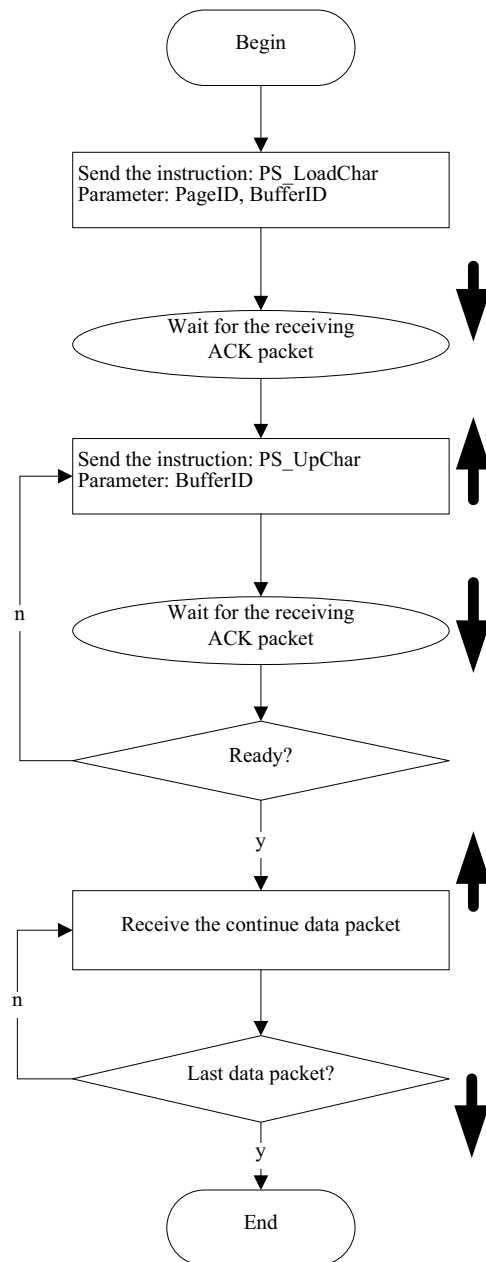 Begin
Send the instruction: PS_LoadChar
Parameter: PageID, BufferID
Wait for the receiving
ACK packet
Send the instruction: PS_UpChar
Parameter: BufferID
n
Wait for the receiving
ACK packet
Ready?
y
Receive the continue data packet
n
Last data packet?
y
End